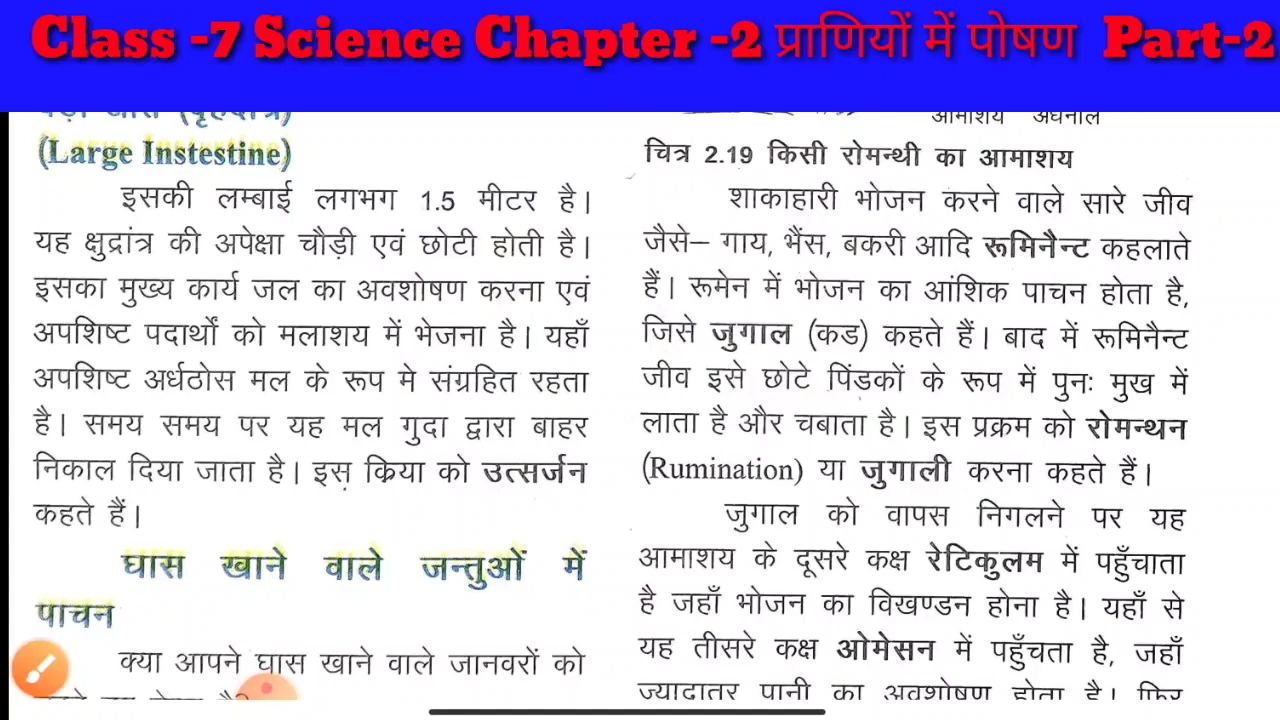 Class -7 Science Chapter -2 प्राणियों में पोषण Part-2
(Large Instestine)
इसकी लम्बाई लगभग 1.5 मीटर है।
यह क्षुद्रांत्र की अपेक्षा चौड़ी एवं छोटी होती है।
इसका मुख्य कार्य जल का अवशोषण करना एवं
अपशिष्ट पदार्थों को मलाशय में भेजना है। यहाँ
अपशिष्ट अर्धठोस मल के रूप मे संग्रहित रहता
है। समय समय पर यह मल गुदा द्वारा बाहर
निकाल दिया जाता है। इस क्रिया को उत्सर्जन
कहते हैं।
घास खाने वाले जन्तुओं में
पाचन
क्या आपने घास खाने वाले जानवरों को
आमाशय अधनाल
चित्र 2.19 किसी रोमन्थी का आमाशय
शाकाहारी भोजन करने वाले सारे जीव
जैसे– गाय, भैंस, बकरी आदि रूमिनैन्ट कहलाते
हैं। रूमेन में भोजन का आंशिक पाचन होता है,
जिसे जुगाल (कड) कहते हैं। बाद में रूमिनैन्ट
जीव इसे छोटे पिंडकों के रूप में पुनः मुख में
लाता है और चबाता है। इस प्रक्रम को रोमन्थन
(Rumination) या जुगाली करना कहते हैं।
जुगाल को वापस निगलने पर यह
आमाशय के दूसरे कक्ष रेटिकुलम में पहुँचाता
है जहाँ भोजन का विखण्डन होना है। यहाँ से
यह तीसरे कक्ष ओमेसन में पहुँचता है, जहाँ
ज्यादातर पानी का अवशोषण होता है। फिर